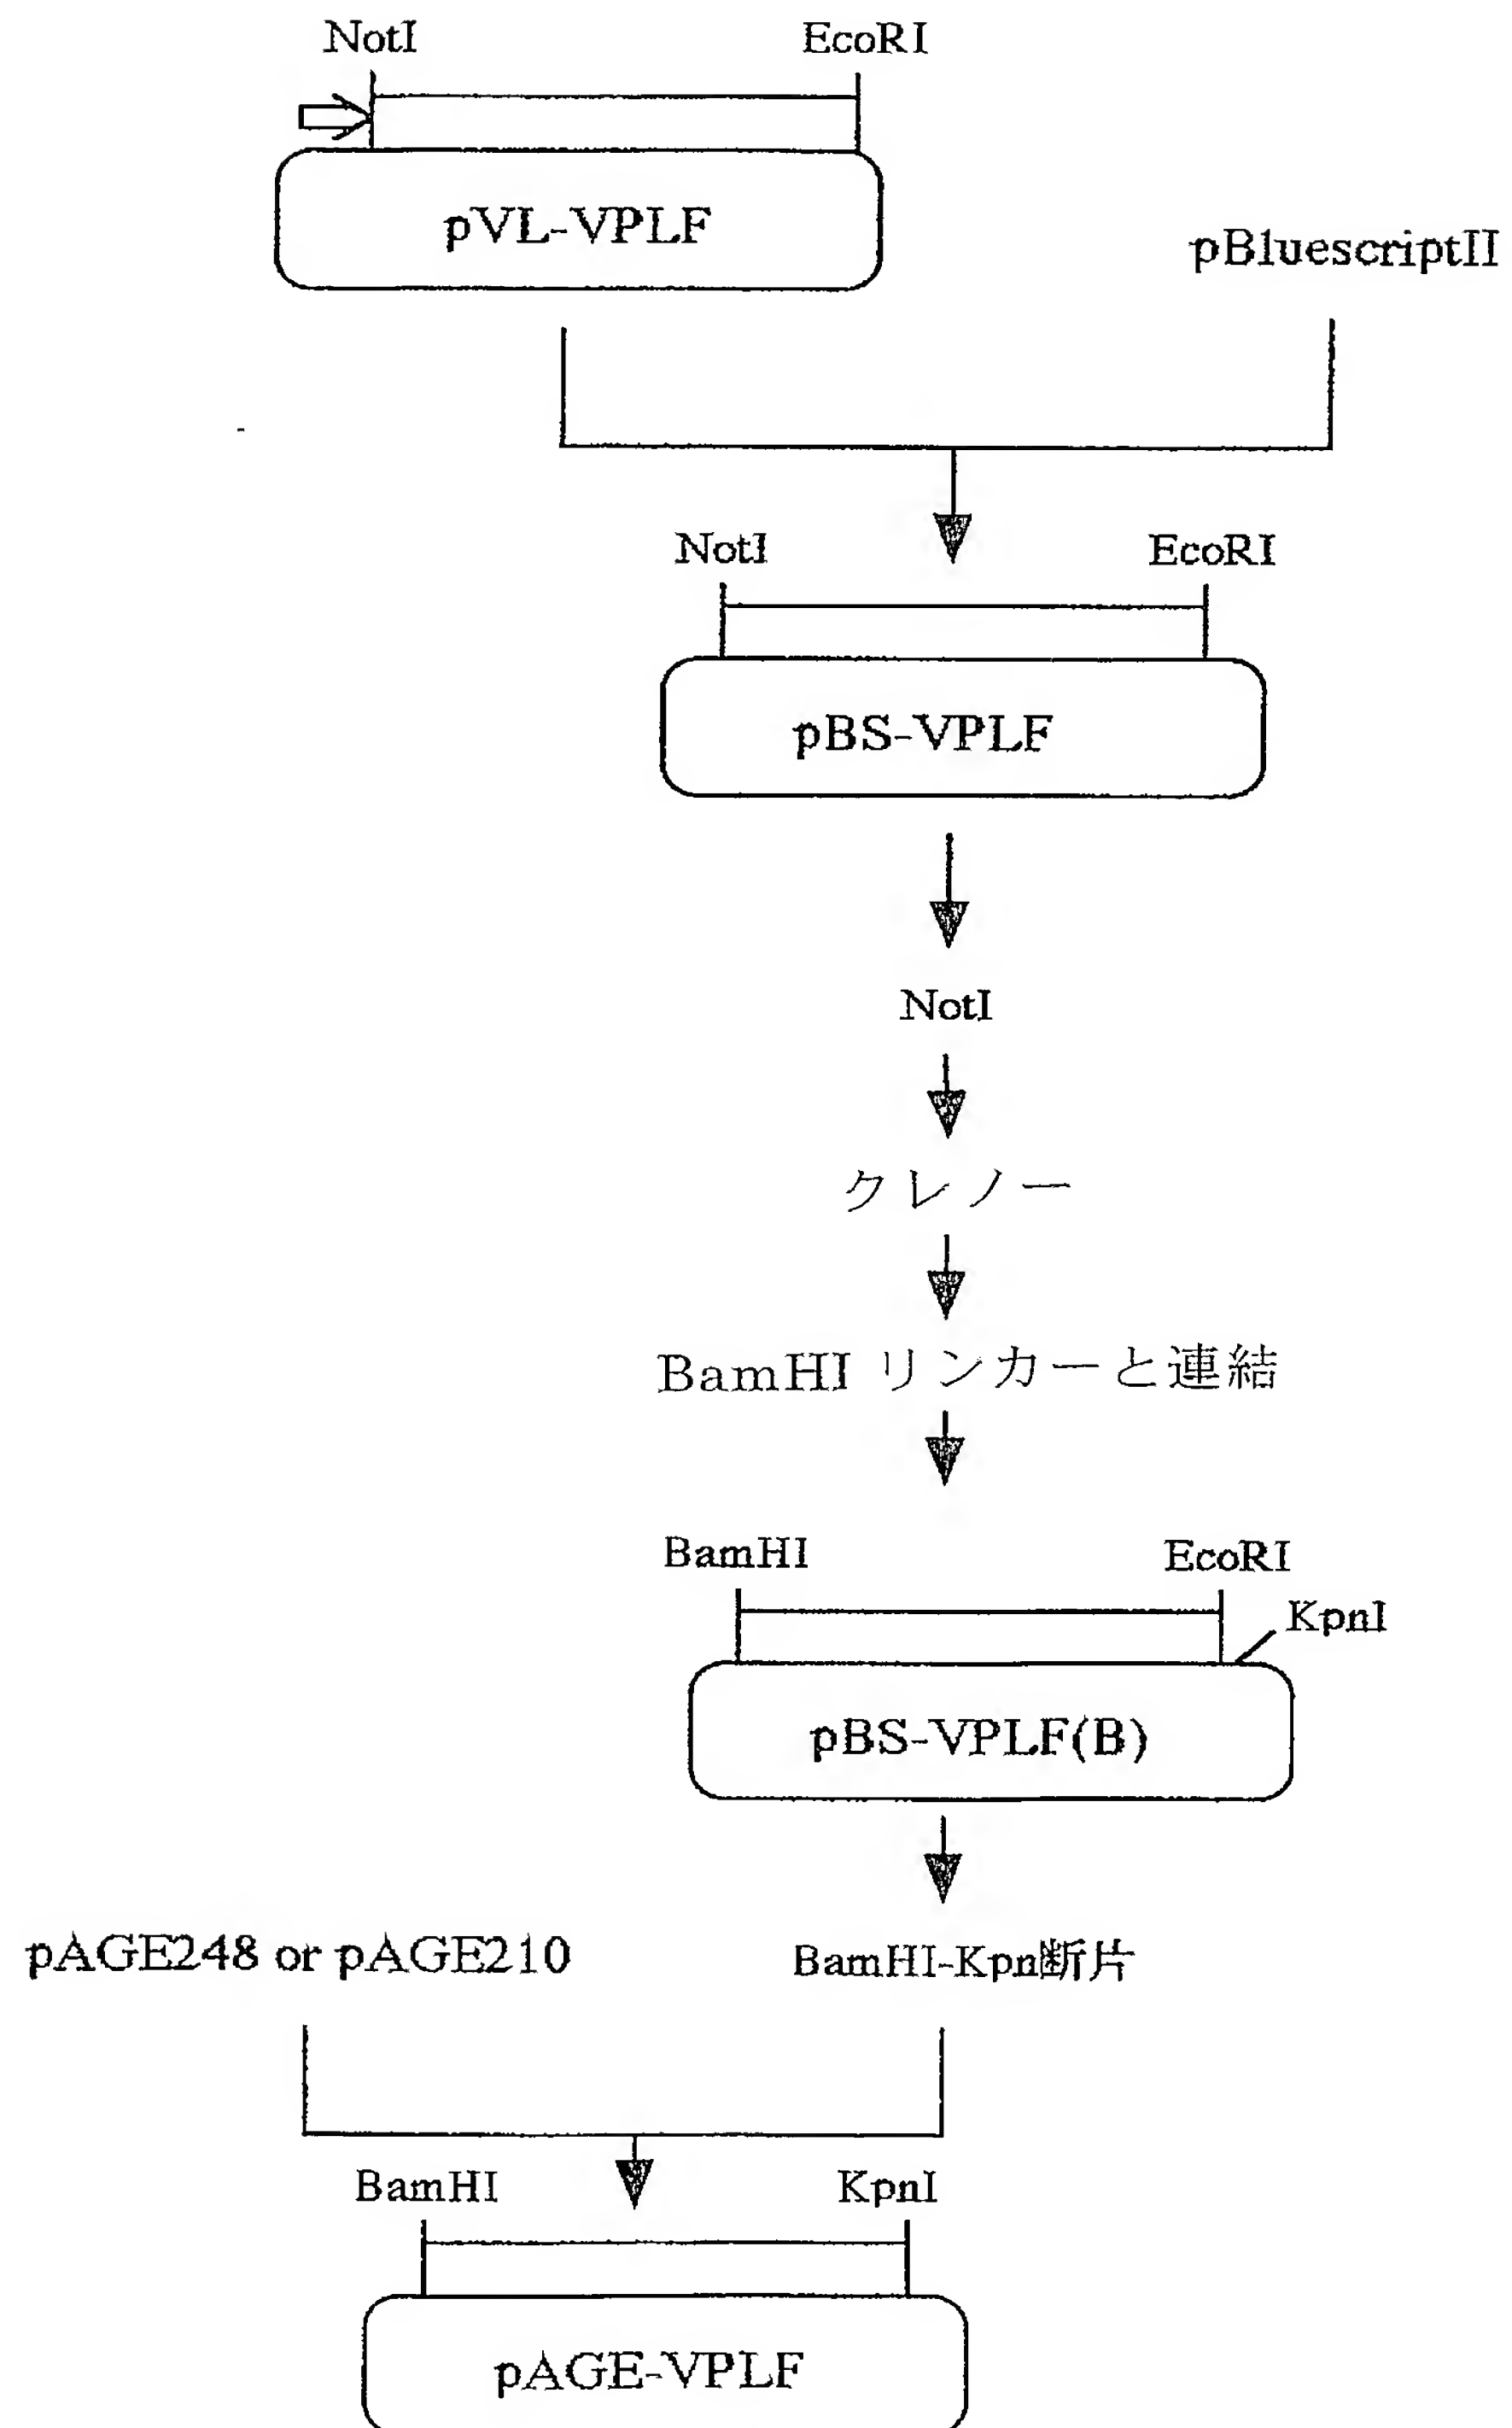 NotI EcoRI
pVL-VPLF
pBluescriptII
NotI EcoRI
pBS-VPLF
NotI
クレノー
BamHI リンカーと連結
BamHI EcoRI
KpnI
pBS-VPLF(B)
pAGE248 or pAGE210
BamHI-Kpn断片
BamHI KpnI
pAGE-VPLF